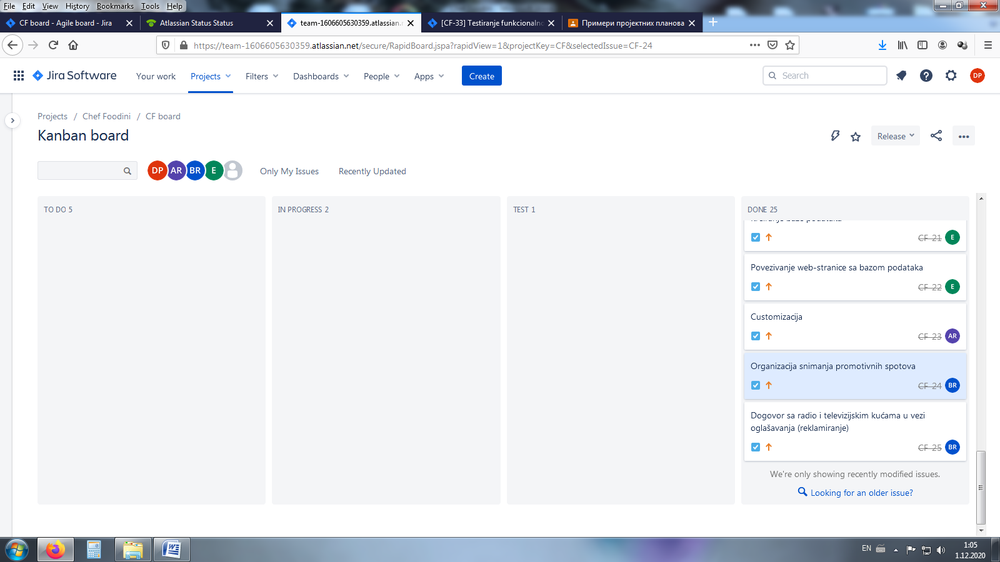 File Edit View History Bookmarks Tools Help
CF board - Agile board - Jira
Atlassian Status Status
team-1606605630359.atlassian.n
[CF-33] Testiranje funkcionalno
Примери пројектних планова
https://team-1606605630359.atlassian.net/secure/RapidBoard.jspa?rapidView=1&projectKey=CF&selectedIssue=CF-24
Jira Software Your work Projects Filters Dashboards People Apps Create Search DP
Projects / Chef Foodini / CF board
Kanban board
Release
DP AR BR E Only My Issues Recently Updated
TO DO 5
IN PROGRESS 2
TEST 1
DONE 25
Kreiranje baze podataka
CF-21 E
Povezivanje web-stranice sa bazom podataka
CF-22 E
Customizacija
CF-23 AR
Organizacija snimanja promotivnih spotova
CF-24 BR
Dogovor sa radio i televizijskim kućama u vezi
oglašavanja (reklamiranje)
CF-25 BR
We're only showing recently modified issues.
Looking for an older issue?
EN
1:05
1.12.2020